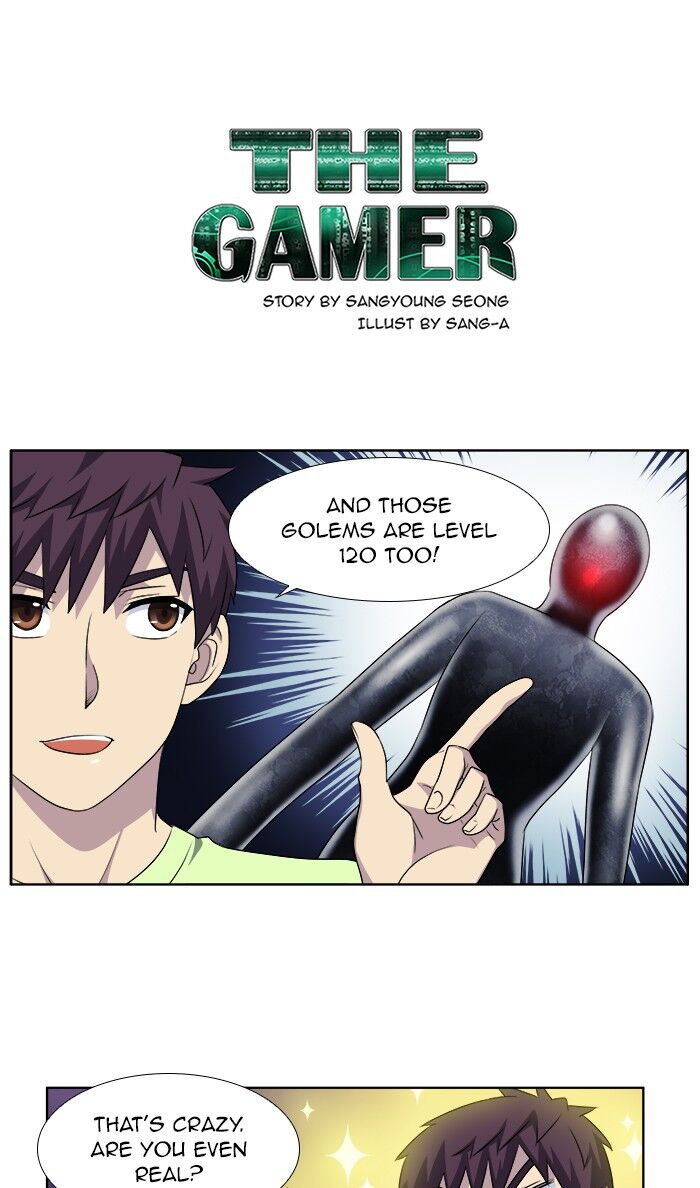 THE
GAMER
STORY BY SANGYOUNG SEONG
ILLUST BY SANG-A
AND THOSE
GOLEMS ARE LEVEL
120 TOO!
THAT'S CRAZY.
ARE YOU EVEN
REAL?